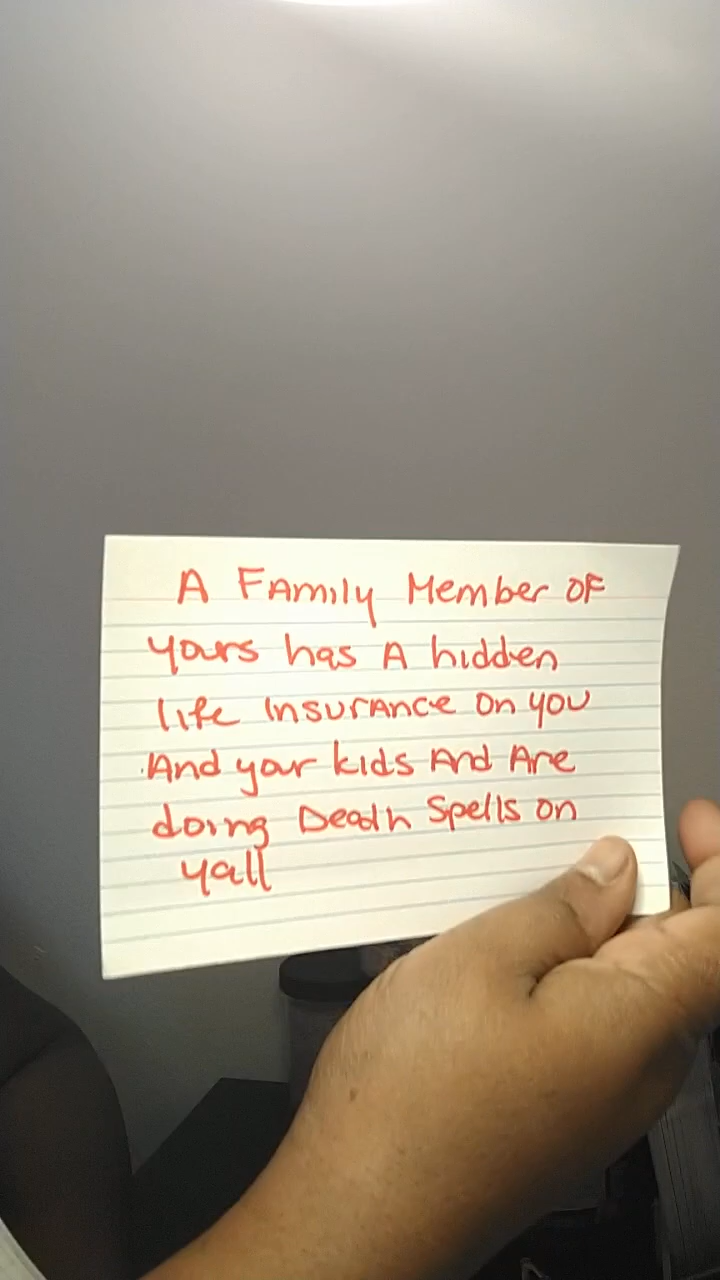 A Family Member of
yours has A hidden
life insurance on you
And your kids And Are
doing Death Spells on
yall